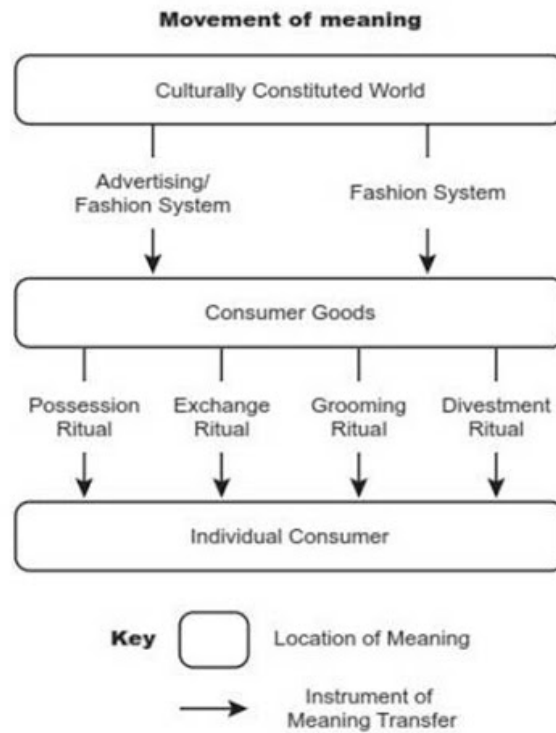 Movement of meaning
Culturally Constituted World
Advertising/
Fashion System
Fashion System
Consumer Goods
Possession
Ritual
Exchange
Ritual
Grooming
Ritual
Divestment
Ritual
Individual Consumer
Key
Location of Meaning
Instrument of
Meaning Transfer